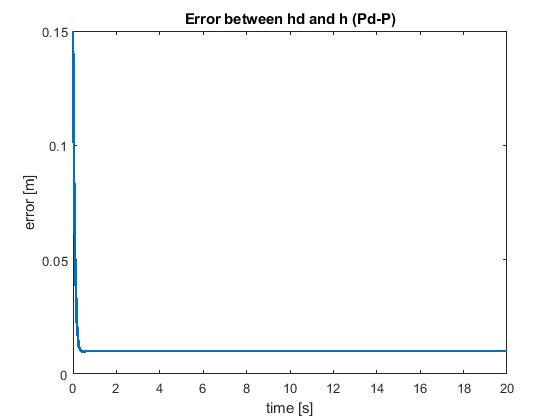 Error between hd and h (Pd-P)
0.15
0.1
0.05
0
error [m]
0 2 4 6 8 10 12 14 16 18 20
time [s]